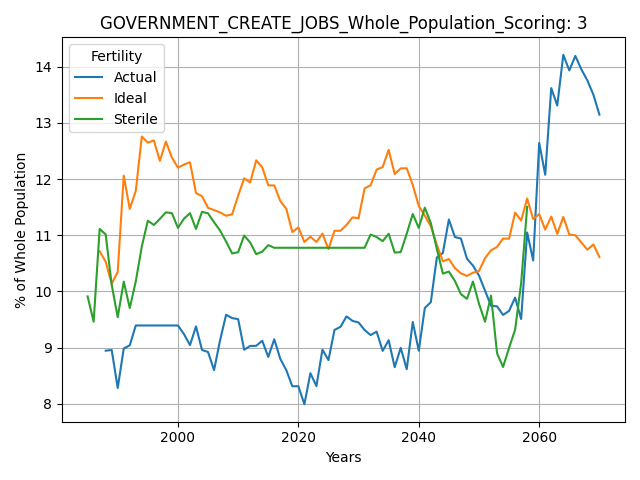 GOVERNMENT_CREATE_JOBS_Whole_Population_Scoring: 3
Fertility
Actual
Ideal
Sterile
% of Whole Population
14
13
12
11
10
9
8
2000
2020
2040
2060
Years